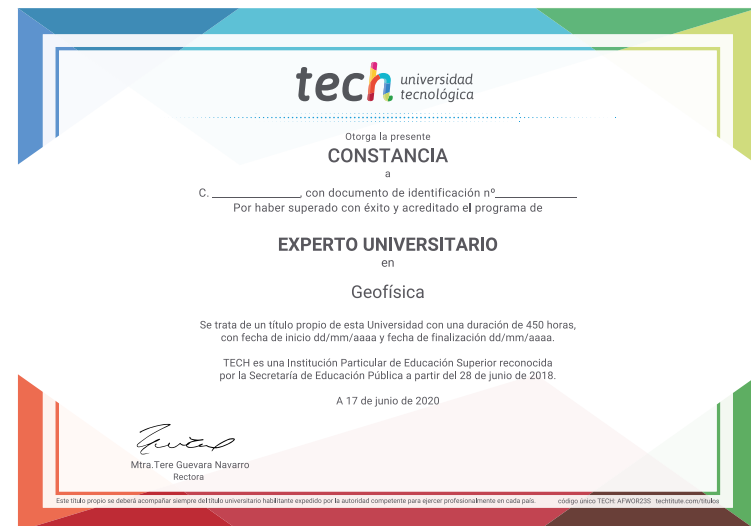 tech universidad
tecnológica
Otorga la presente
CONSTANCIA
a
C. ______________, con documento de identificación nº______________
Por haber superado con éxito y acreditado el programa de
EXPERTO UNIVERSITARIO
en
Geofísica
Se trata de un título propio de esta Universidad con una duración de 450 horas,
con fecha de inicio dd/mm/aaaa y fecha de finalización dd/mm/aaaa.
TECH es una Institución Particular de Educación Superior reconocida
por la Secretaría de Educación Pública a partir del 28 de junio de 2018.
A 17 de junio de 2020
Mtra.Tere Guevara Navarro
Rectora
Este título propio se deberá acompañar siempre del título universitario habilitante expedido por la autoridad competente para ejercer profesionalmente en cada país. código único TECH: AFWOR23S techtitute.com/titulos